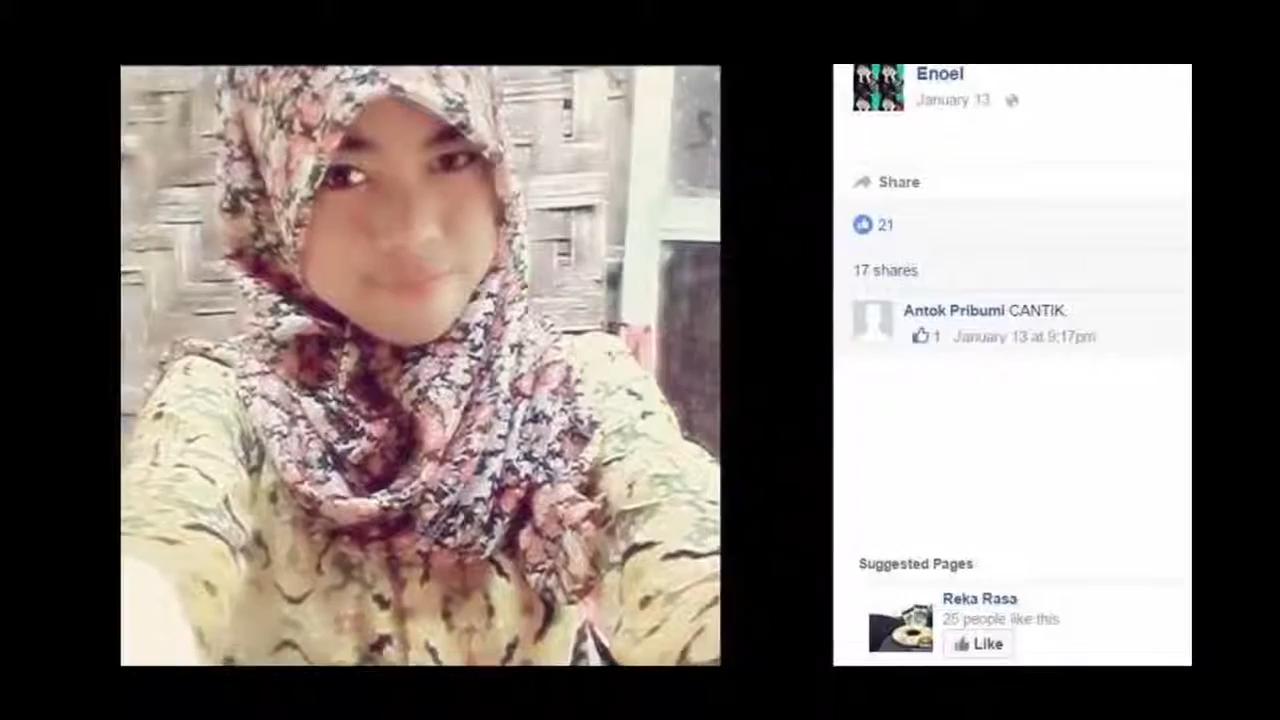 Enoel
January 13
Share
21
17 shares
Antok Pribumi CANTIK.
1 January 13 at 9:17pm
Suggested Pages
Reka Rasa
25 people like this
Like